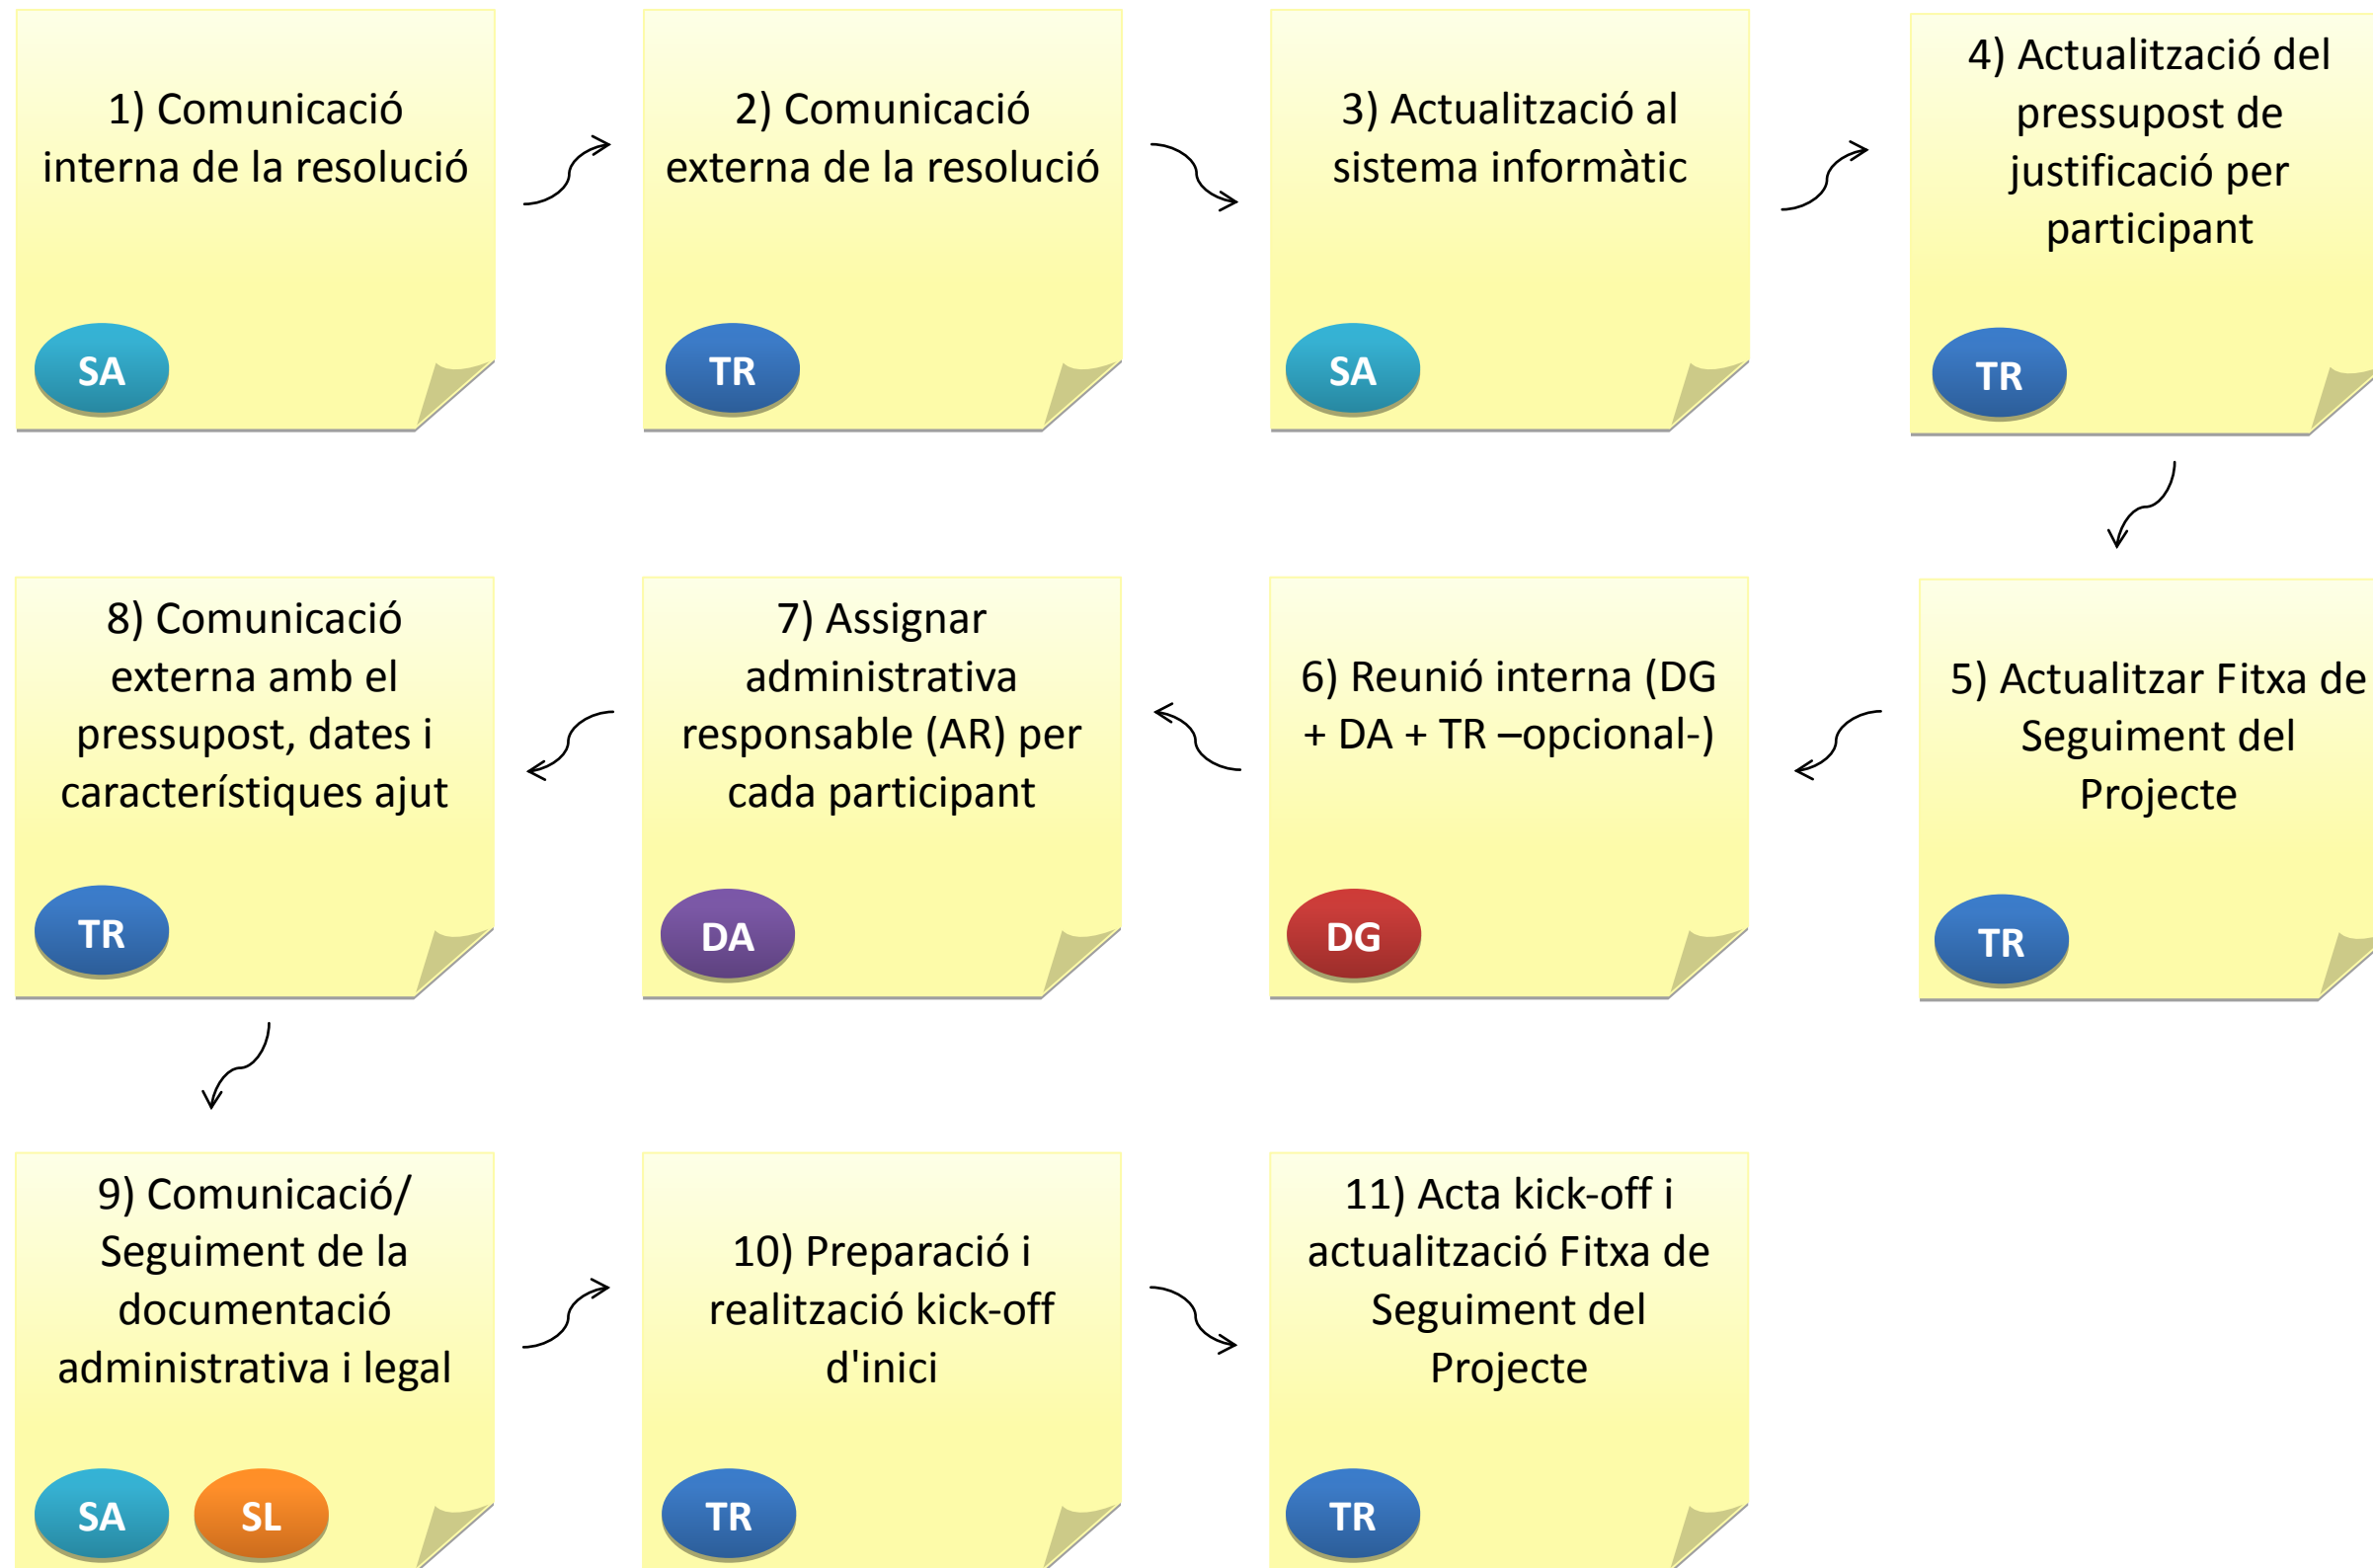 1) Comunicació
interna de la resolució
SA
2) Comunicació
externa de la resolució
TR
3) Actualització al
sistema informàtic
SA
4) Actualització del
pressupost de
justificació per
participant
TR
8) Comunicació
externa amb el
pressupost, dates i
característiques ajut
TR
7) Assignar
administrativa
responsable (AR) per
cada participant
DA
6) Reunió interna (DG
+ DA + TR –opcional-)
DG
5) Actualitzar Fitxa de
Seguiment del
Projecte
TR
9) Comunicació/
Seguiment de la
documentació
administrativa i legal
SA
SL
10) Preparació i
realització kick-off
d'inici
TR
11) Acta kick-off i
actualització Fitxa de
Seguiment del
Projecte
TR